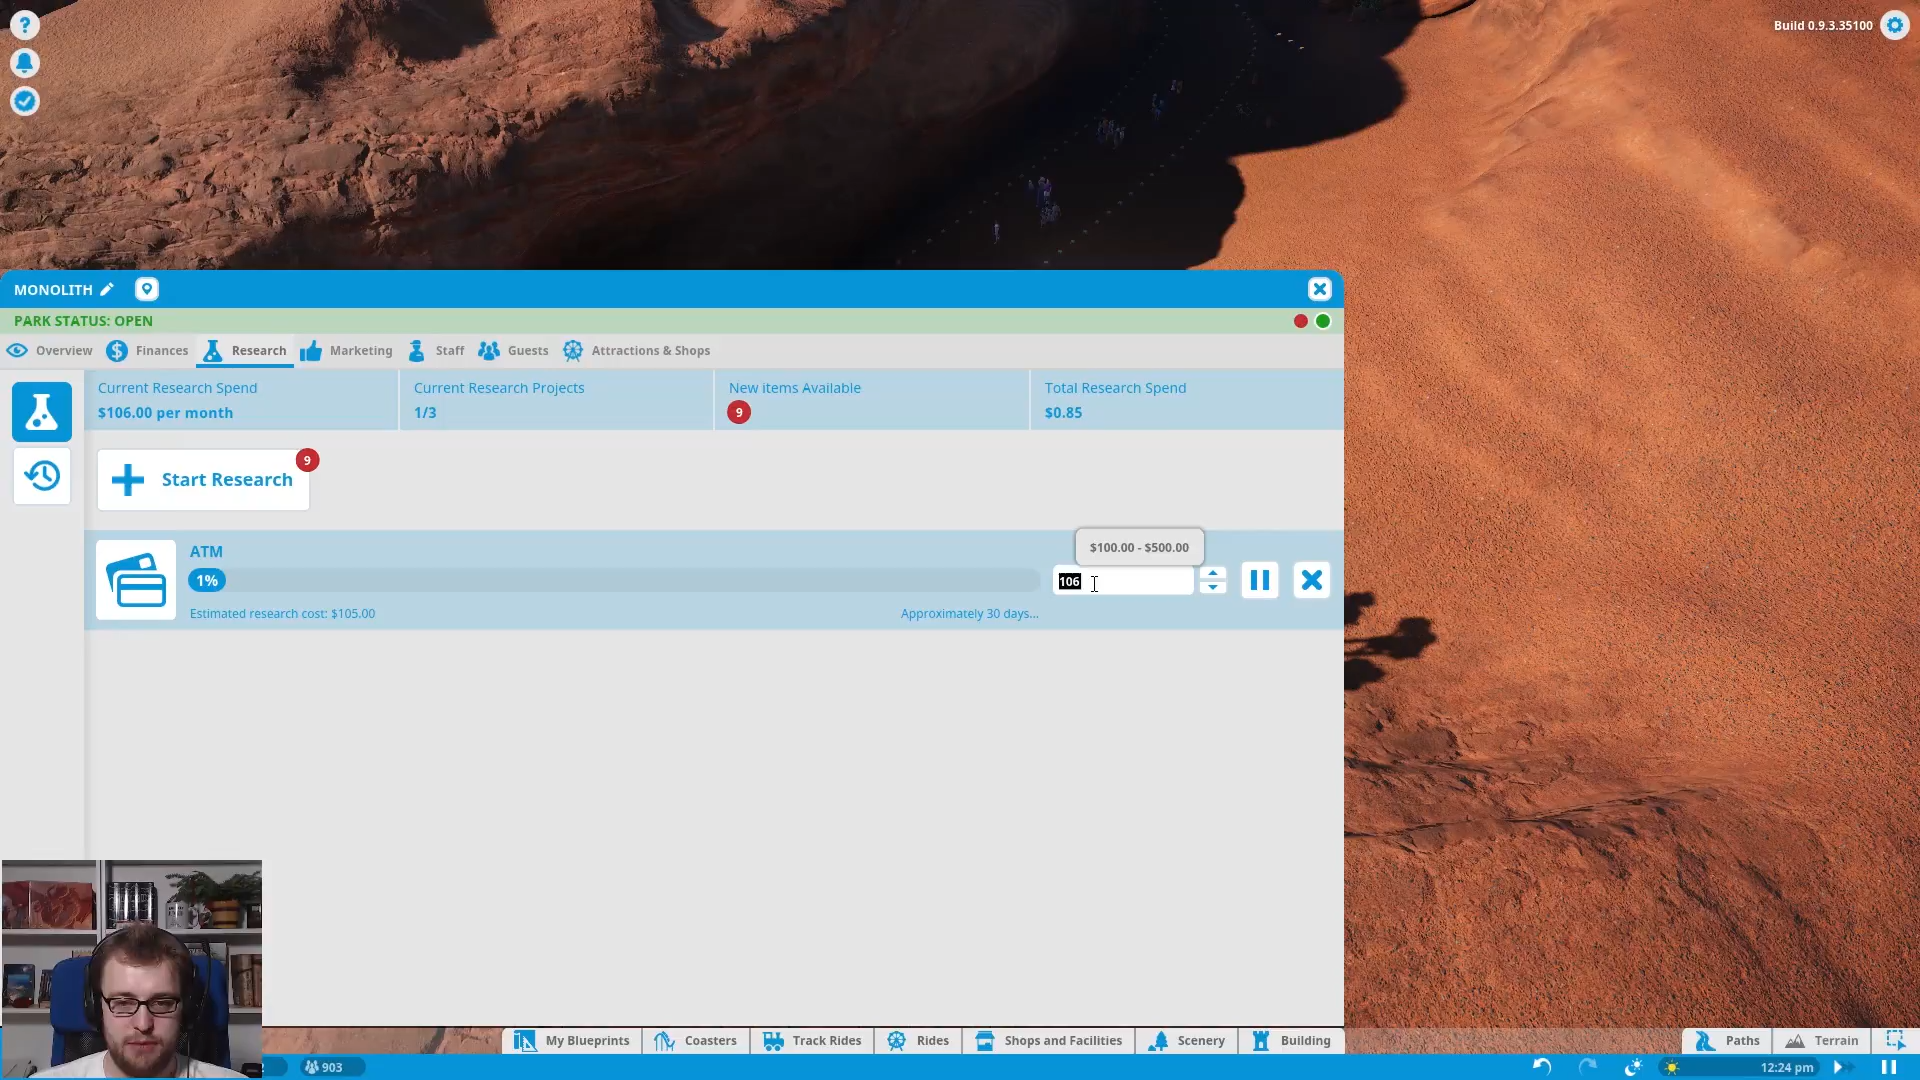 ?
Build 0.9.3.35100
MONOLITH
PARK STATUS: OPEN
Overview
Finances
Research
Marketing
Staff
Guests
Attractions & Shops
Current Research Spend
$106.00 per month
Current Research Projects
1/3
New items Available
9
Total Research Spend
$0.85
Start Research
9
$100.00 - $500.00
ATM
1%
106
Estimated research cost: $105.00
Approximately 30 days...
My Blueprints
Coasters
Track Rides
Rides
Shops and Facilities
Scenery
Building
Paths
Terrain
903
12:24 pm